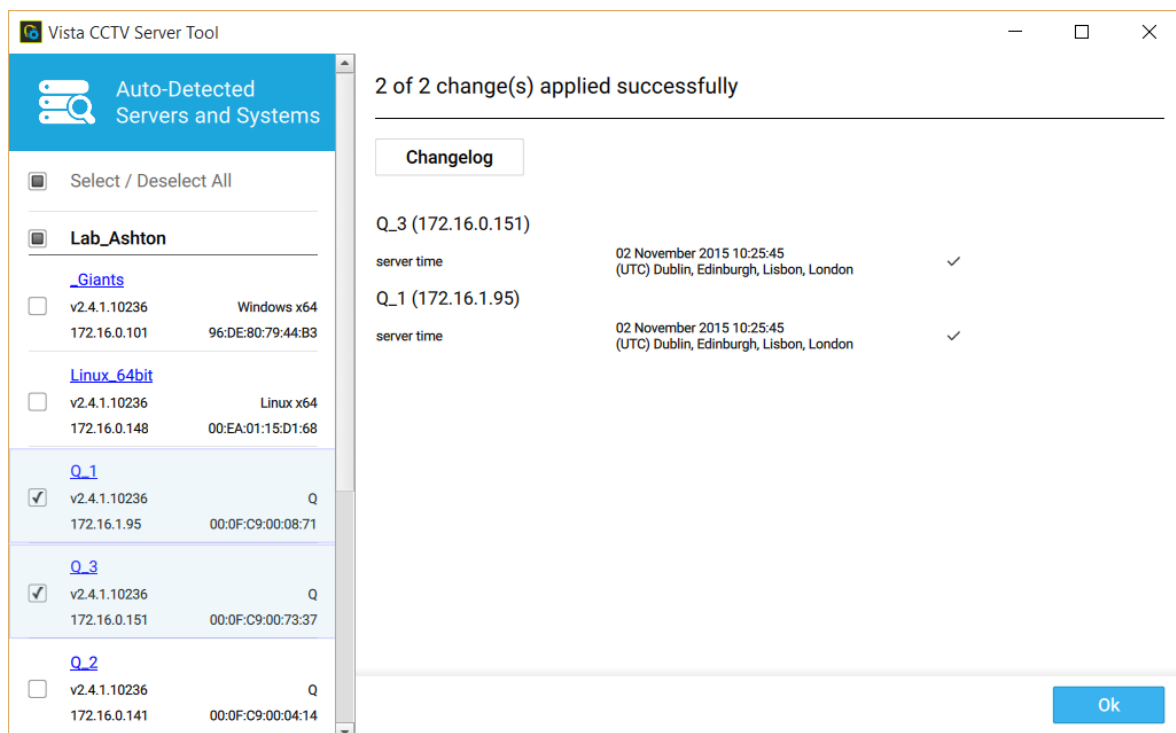 Vista CCTV Server Tool
Auto-Detected
Servers and Systems
Select / Deselect All
Lab_Ashton
_Giants
v2.4.1.10236 Windows x64
172.16.0.101 96:DE:80:79:44:B3
Linux_64bit
v2.4.1.10236 Linux x64
172.16.0.148 00:EA:01:15:D1:68
Q_1
v2.4.1.10236 Q
172.16.1.95 00:0F:C9:00:08:71
Q_3
v2.4.1.10236 Q
172.16.0.151 00:0F:C9:00:73:37
Q_2
v2.4.1.10236 Q
172.16.0.141 00:0F:C9:00:04:14
2 of 2 change(s) applied successfully
Changelog
Q_3 (172.16.0.151)
server time 02 November 2015 10:25:45
(UTC) Dublin, Edinburgh, Lisbon, London
Q_1 (172.16.1.95)
server time 02 November 2015 10:25:45
(UTC) Dublin, Edinburgh, Lisbon, London
Ok